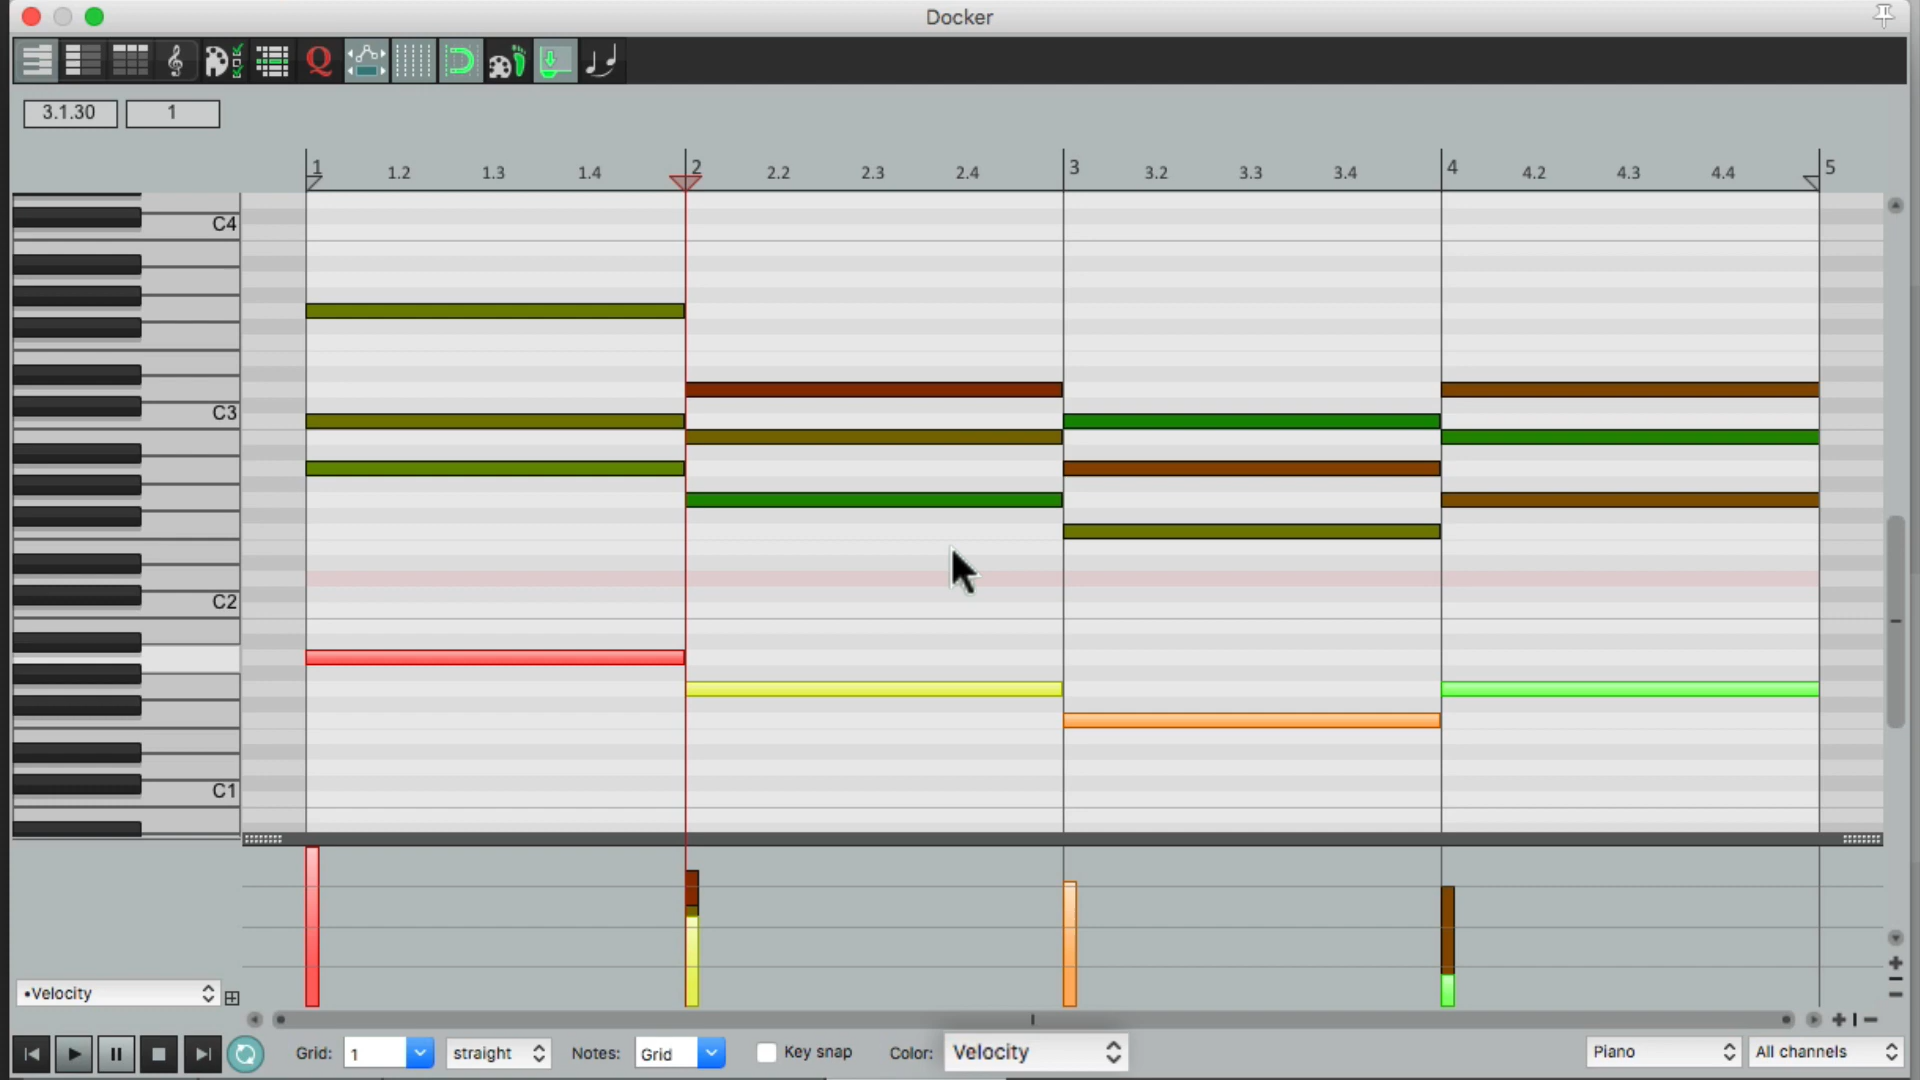 Docker
Q
3.1.30 1
1 1.2 1.3 1.4 2 2.2 2.3 2.4 3 3.2 3.3 3.4 4 4.2 4.3 4.4 5
C4
C3
C2
C1
•Velocity
Grid: 1 straight Notes: Grid Key snap Color: Velocity Piano All channels